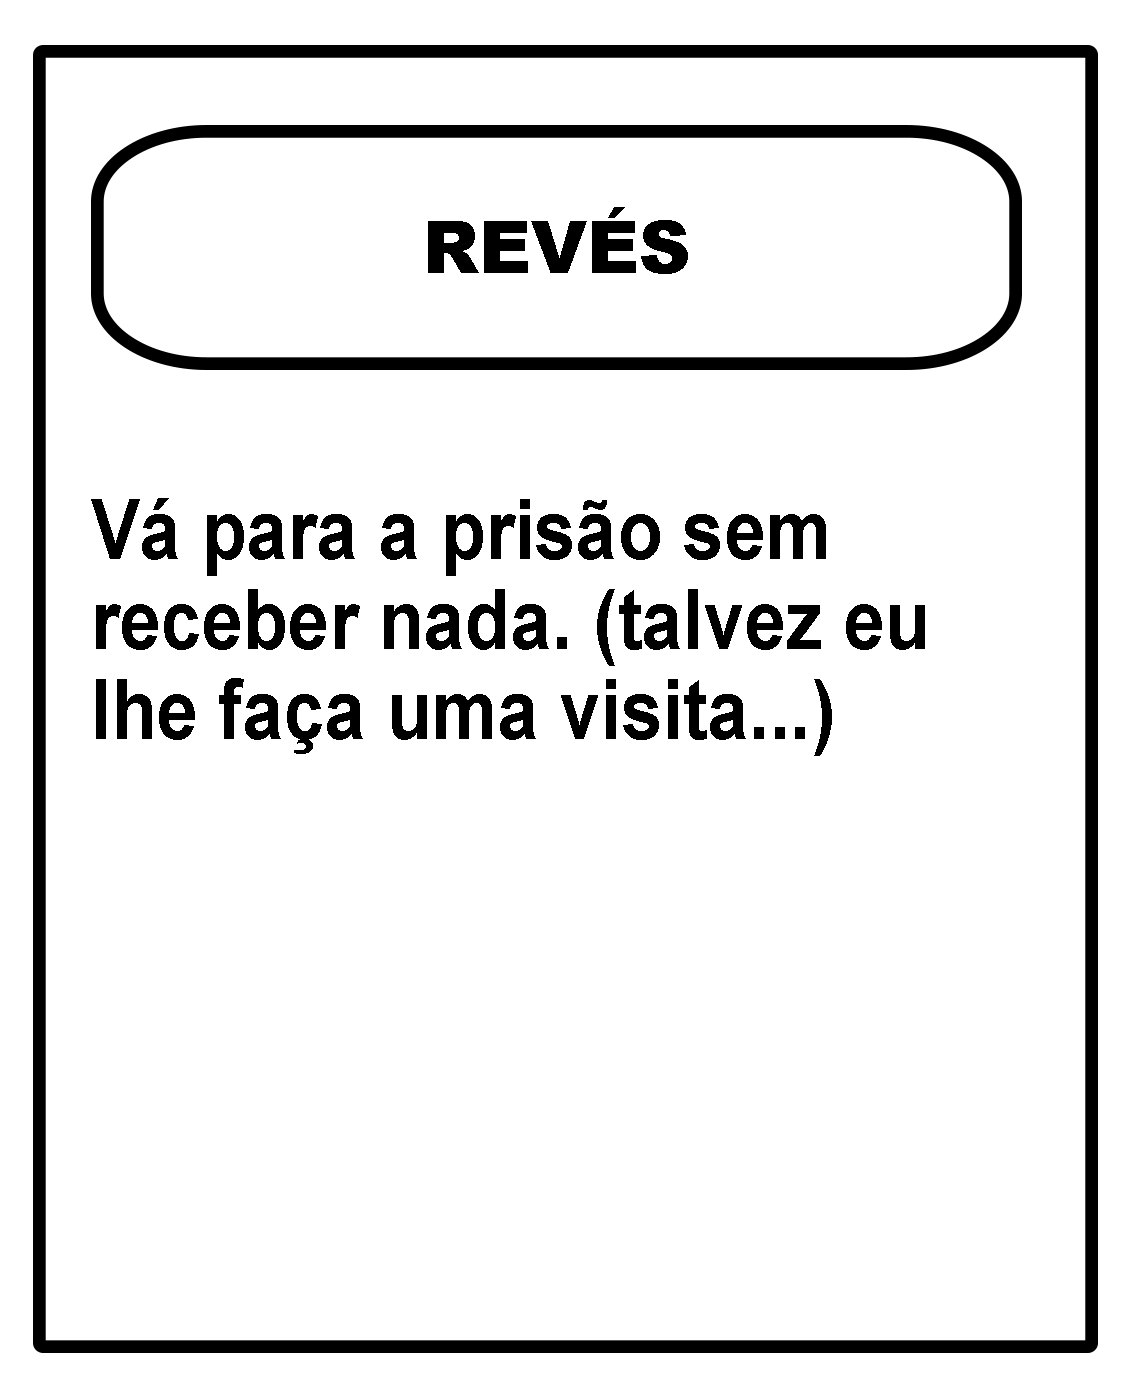 REVÉS
Vá para a prisão sem
receber nada. (talvez eu
lhe faça uma visita...)